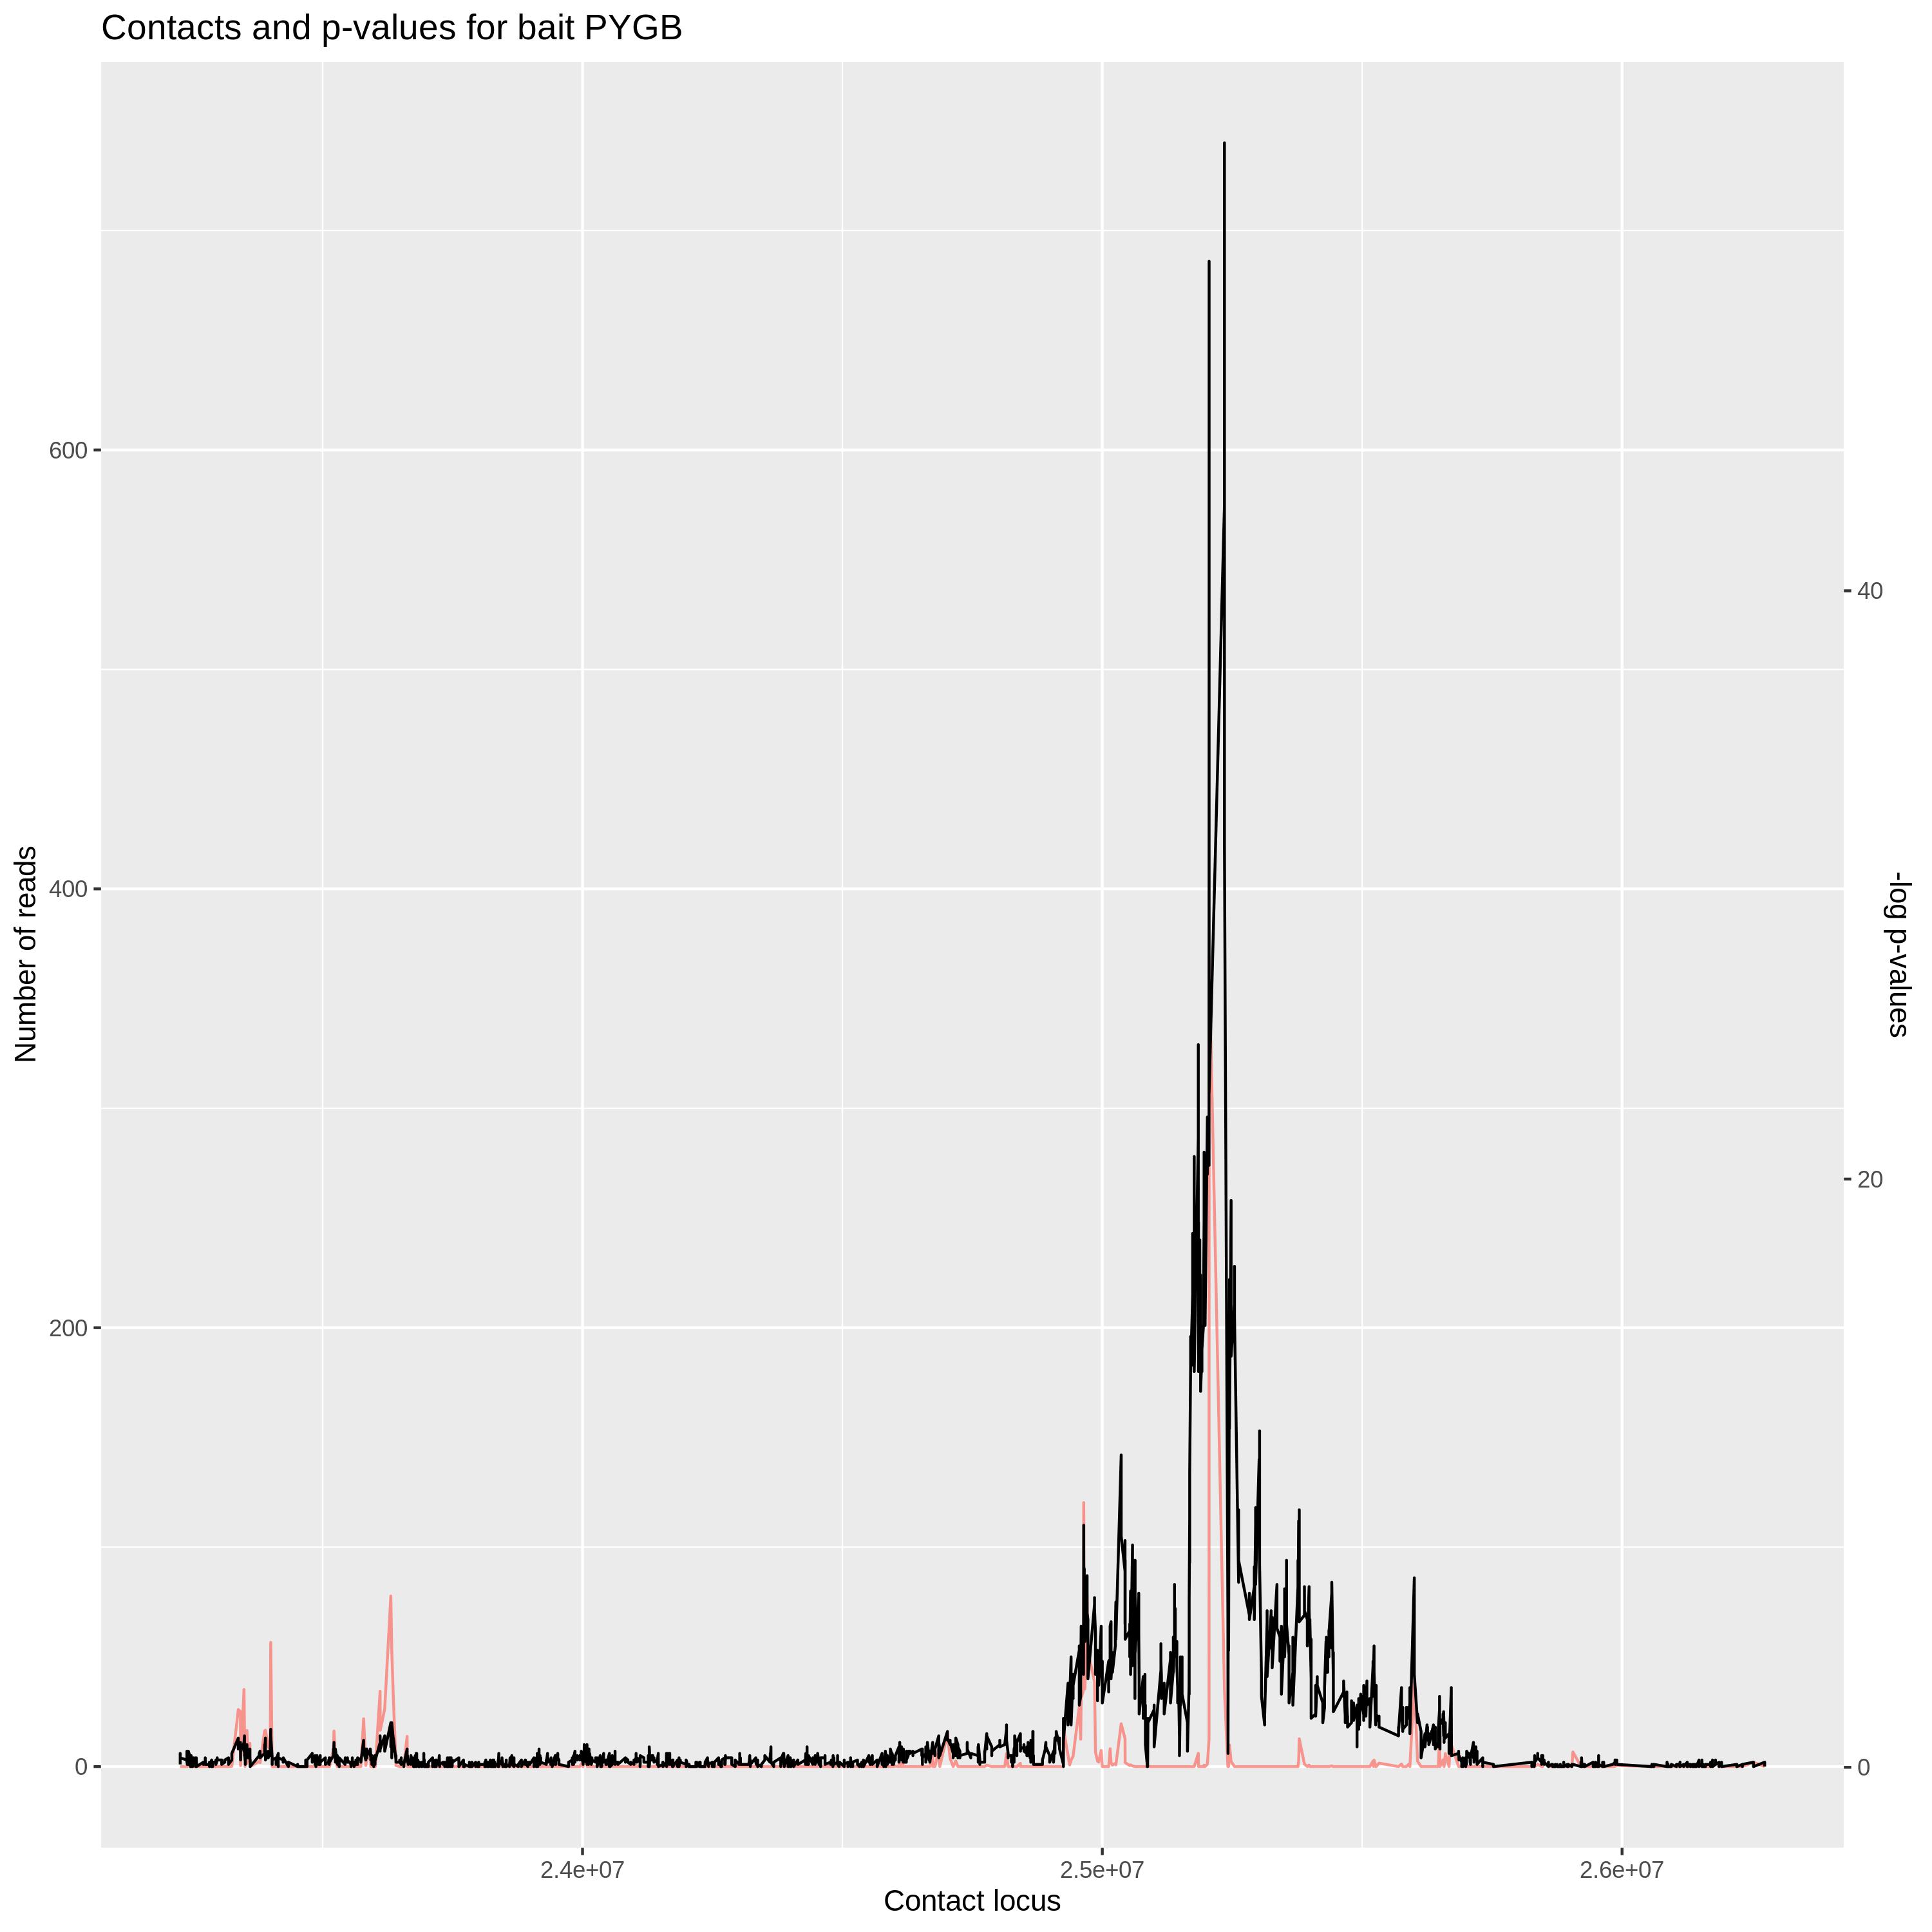 Contacts and p-values for bait PYGB
600
400
200
0
40
20
0
Number of reads
-log p-values
2.4e+07
2.5e+07
2.6e+07
Contact locus